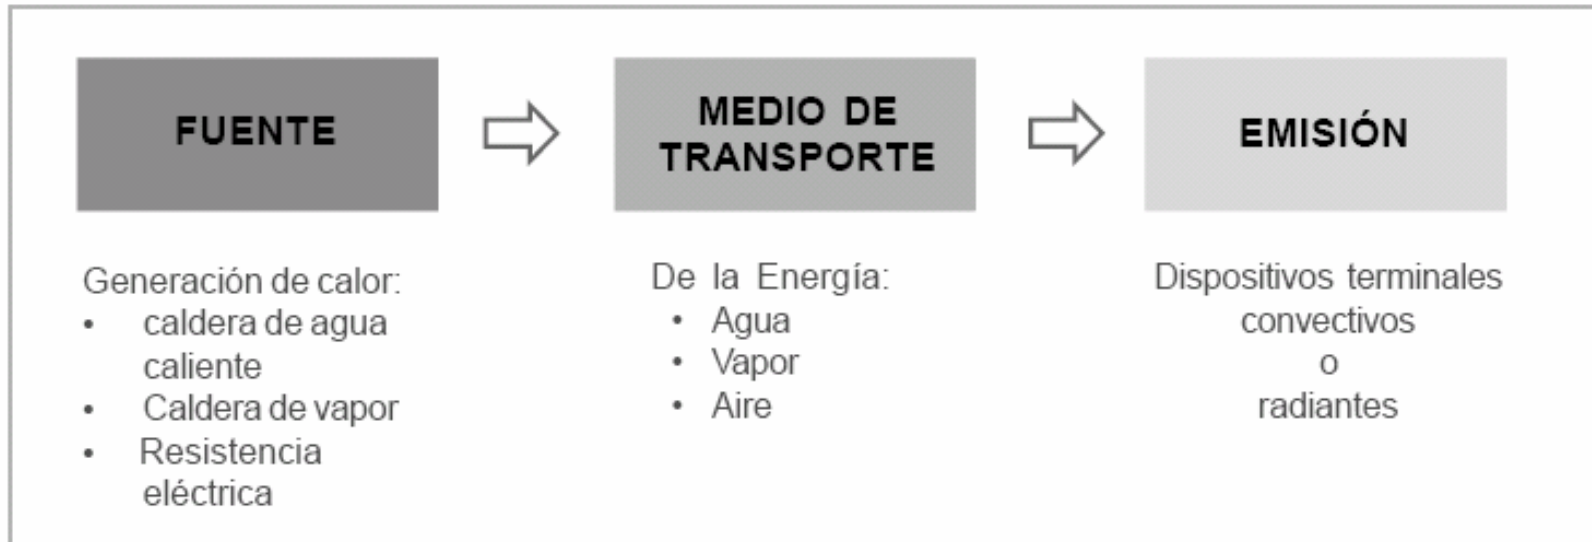 FUENTE
MEDIO DE
TRANSPORTE
EMISIÓN
Generación de calor:
• caldera de agua
caliente
• Caldera de vapor
• Resistencia
eléctrica
De la Energía:
• Agua
• Vapor
• Aire
Dispositivos terminales
convectivos
o
radiantes